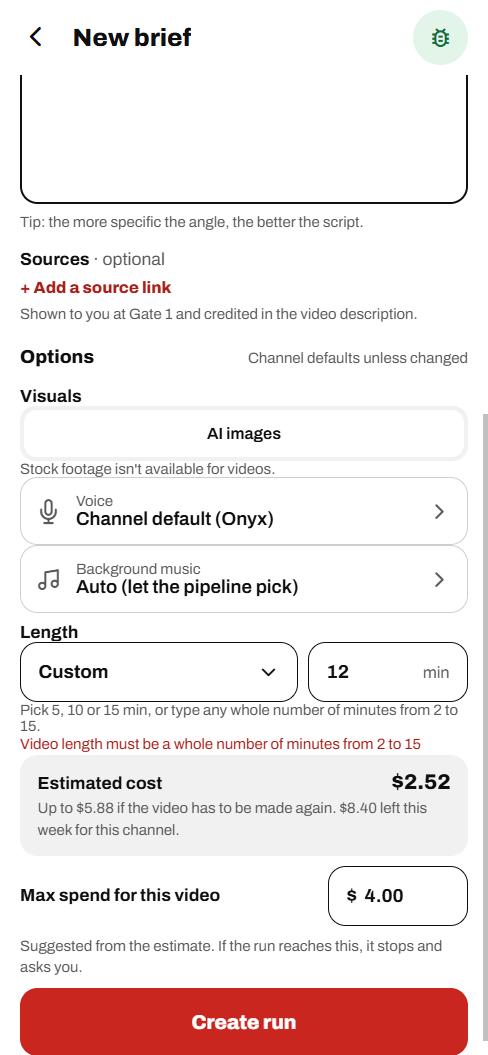 New brief
Tip: the more specific the angle, the better the script.
Sources · optional
+ Add a source link
Shown to you at Gate 1 and credited in the video description.
Options
Channel defaults unless changed
Visuals
AI images
Stock footage isn't available for videos.
Voice
Channel default (Onyx)
Background music
Auto (let the pipeline pick)
Length
Custom
12 min
Pick 5, 10 or 15 min, or type any whole number of minutes from 2 to
15.
Video length must be a whole number of minutes from 2 to 15
Estimated cost
$2.52
Up to $5.88 if the video has to be made again. $8.40 left this
week for this channel.
Max spend for this video
$ 4.00
Suggested from the estimate. If the run reaches this, it stops and
asks you.
Create run